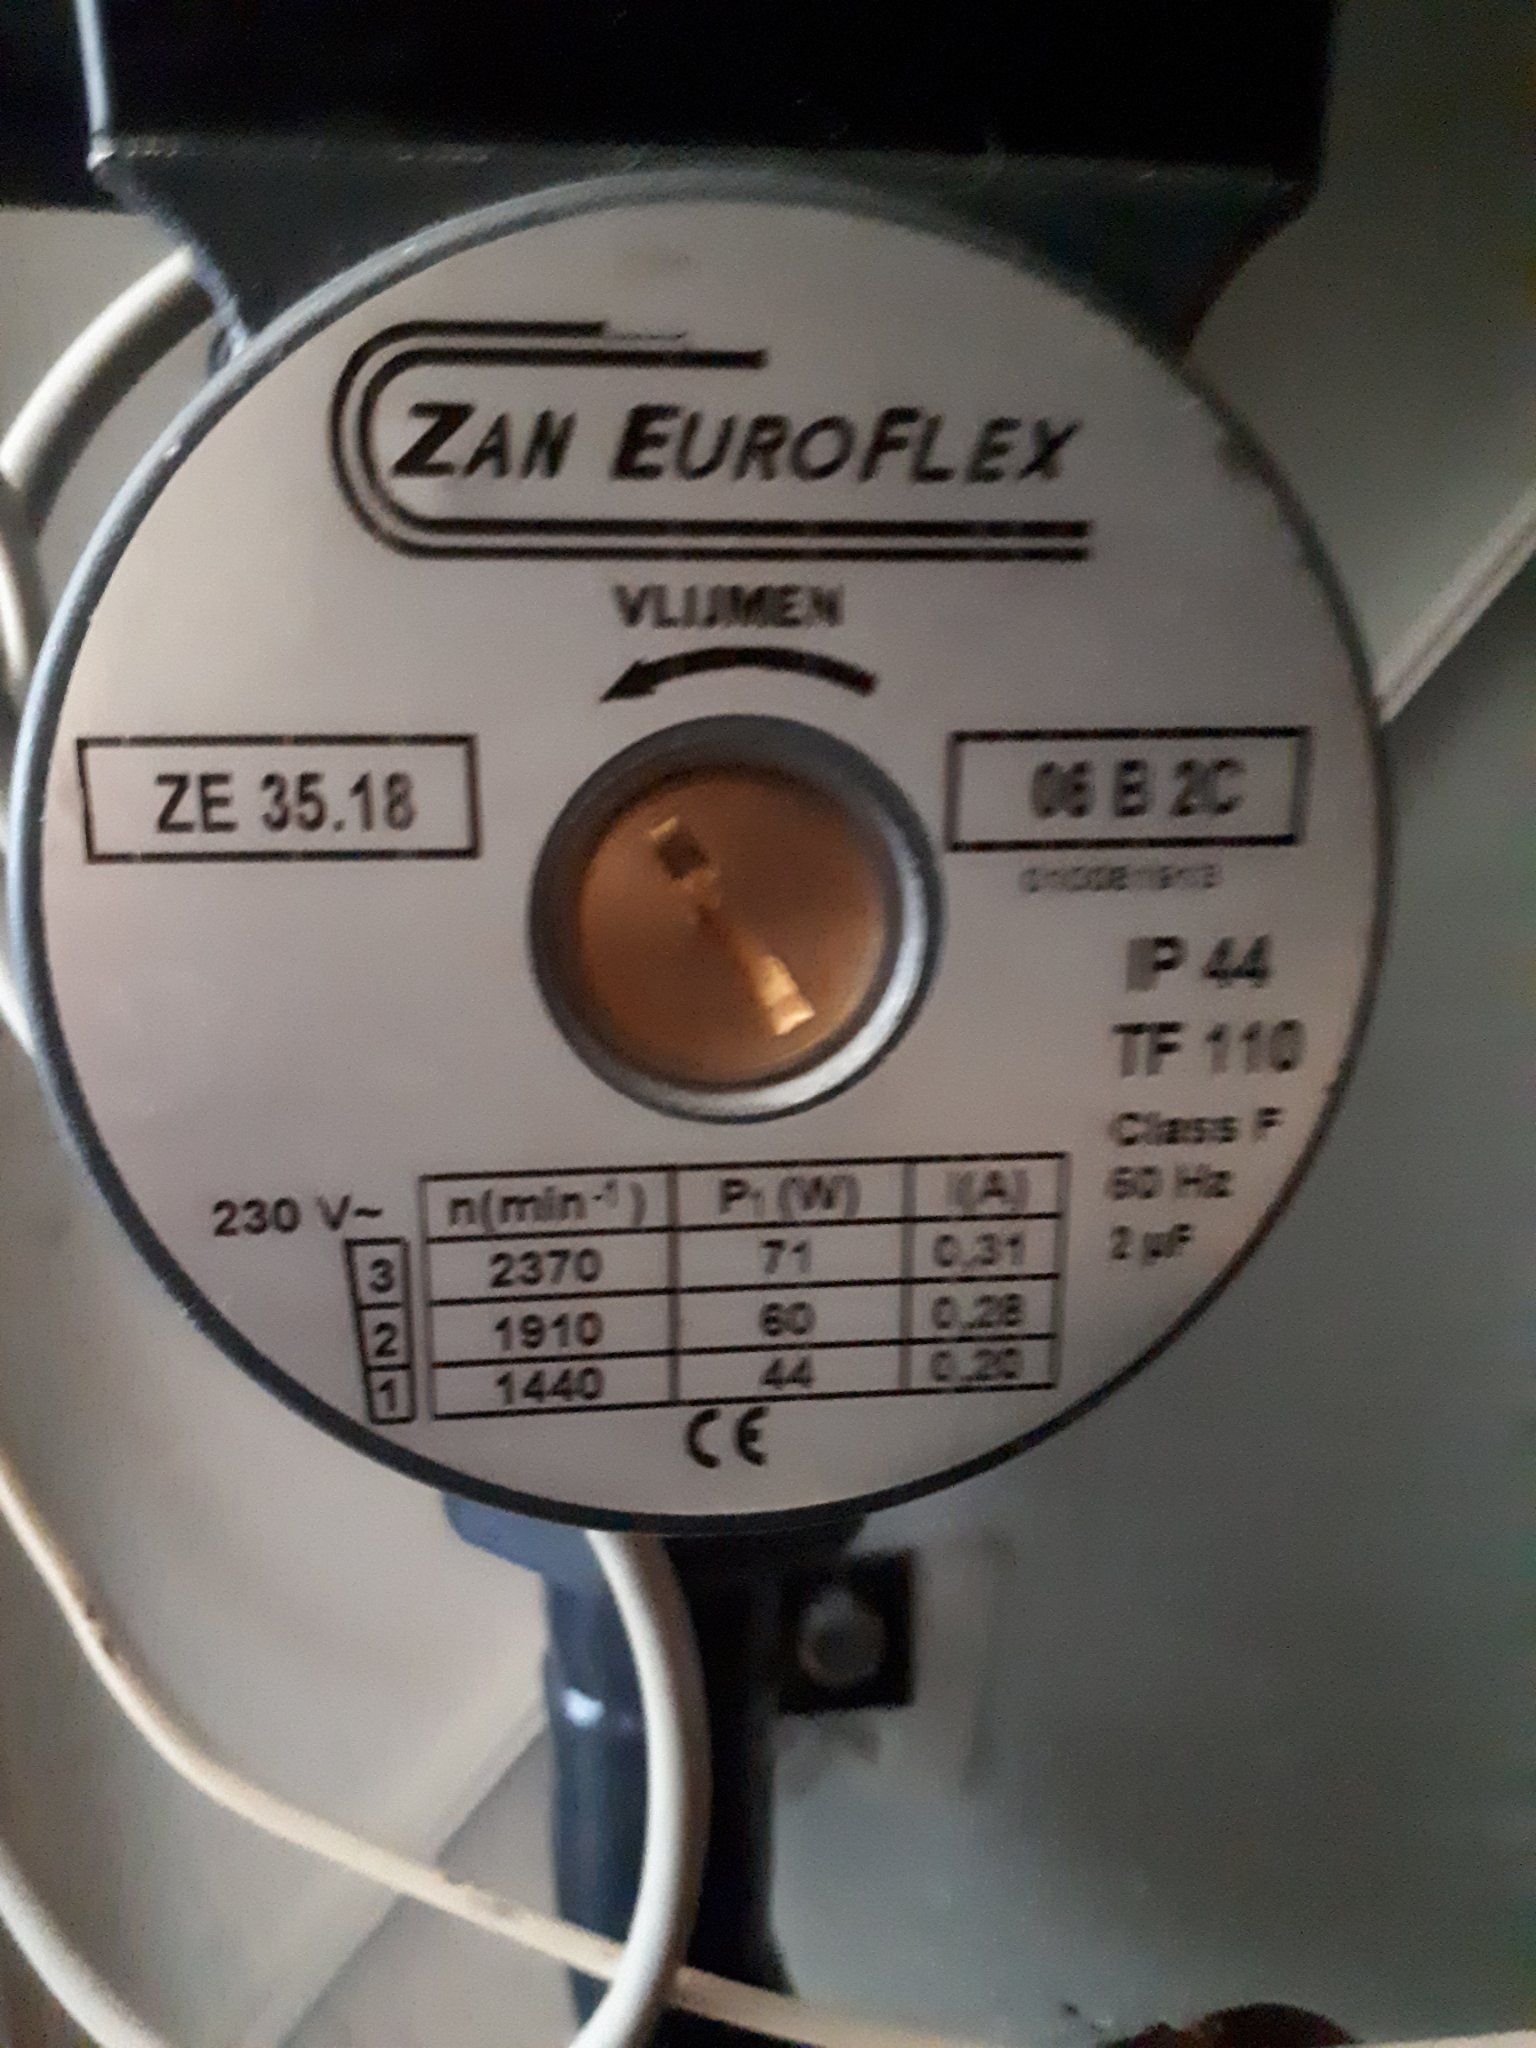 ZAN EUROFLEX
VLIJMEN
ZE 35.18
06 B 2C
IP 44
TF 110
Class F
230 V~ n(min⁻¹) P₁ (W) I(A) 50 Hz
3 2370 71 0,31 2 µF
2 1910 60 0,28
1 1440 44 0,20
CE